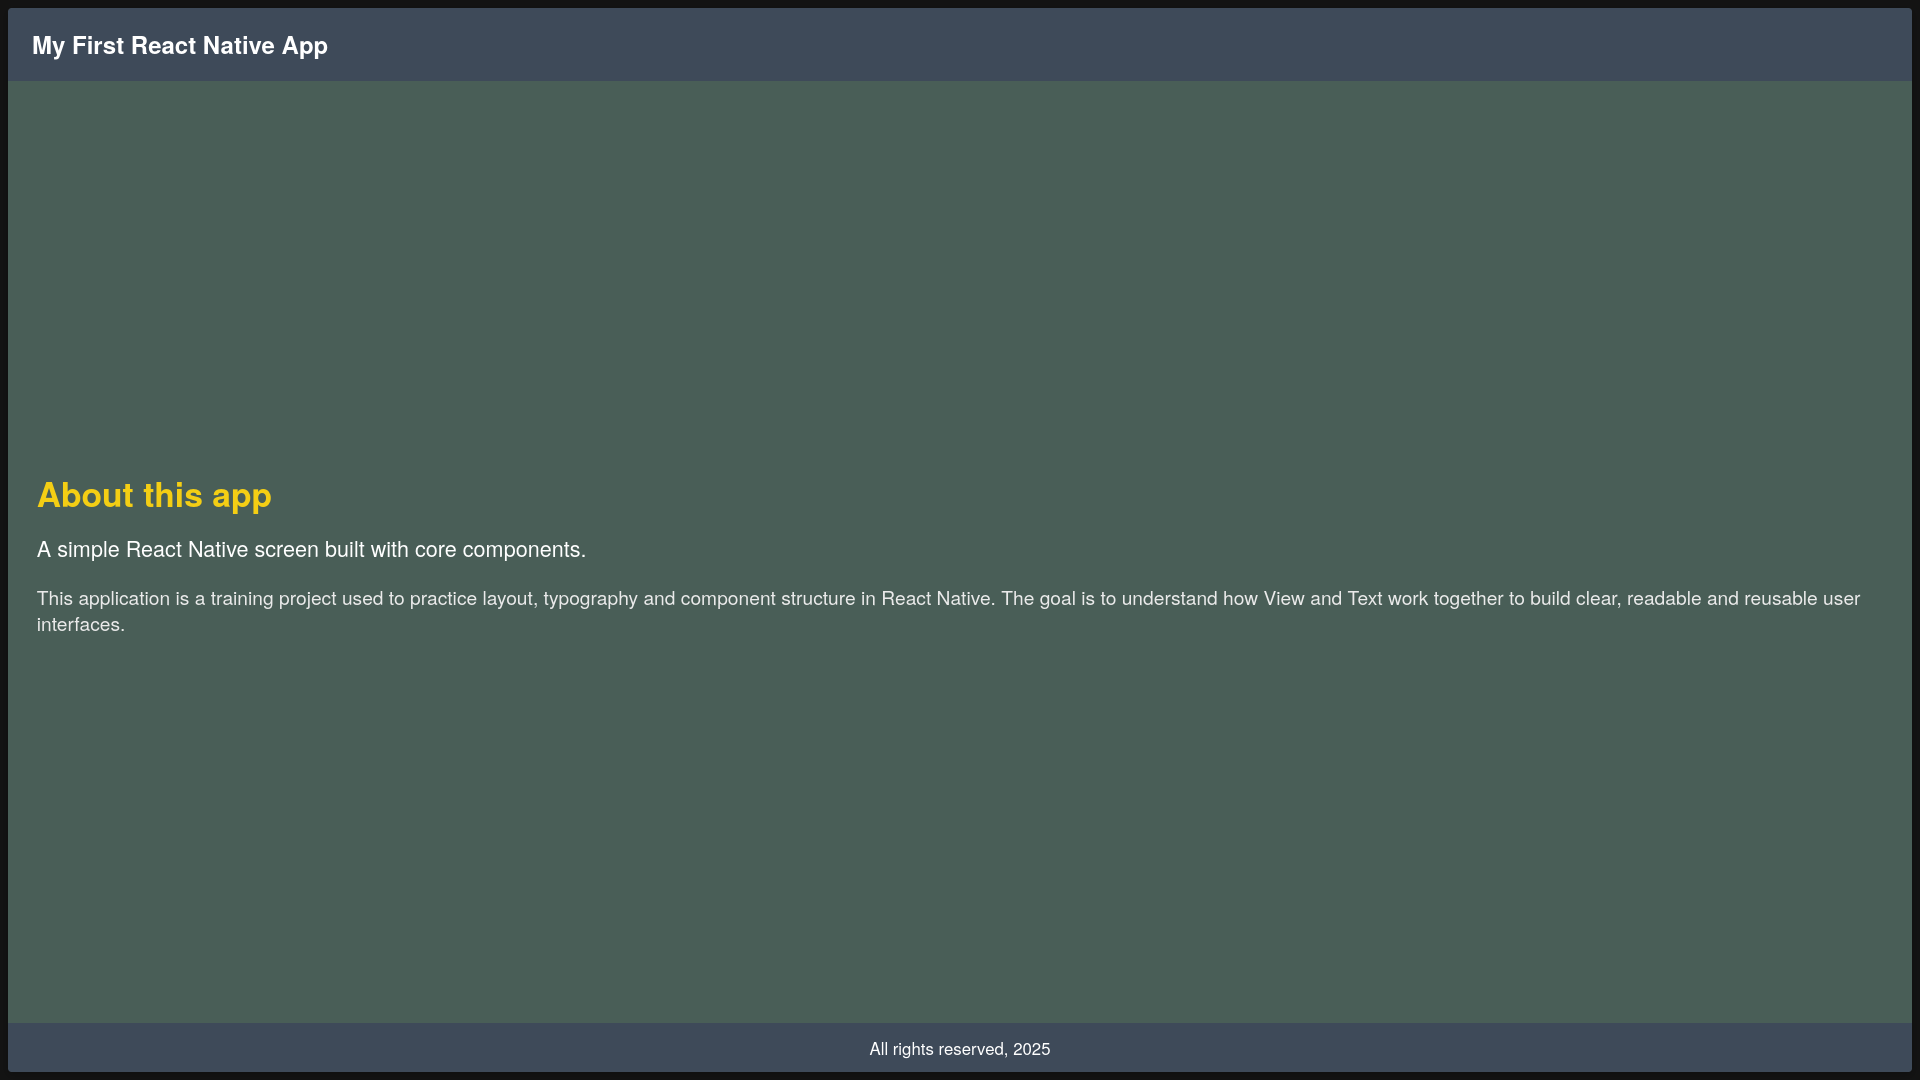 My First React Native App
About this app
A simple React Native screen built with core components.
This application is a training project used to practice layout, typography and component structure in React Native. The goal is to understand how View and Text work together to build clear, readable and reusable user
interfaces.
All rights reserved, 2025